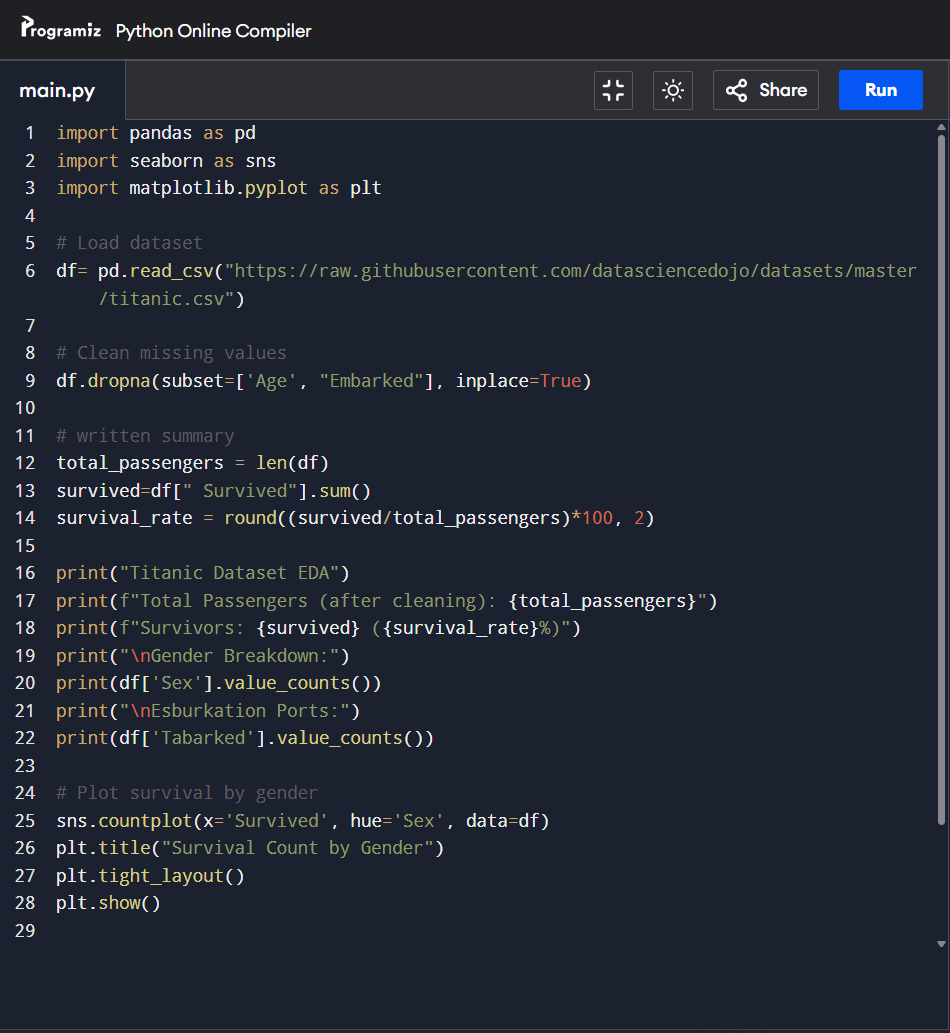 Programiz Python Online Compiler
main.py Share Run
1 import pandas as pd
2 import seaborn as sns
3 import matplotlib.pyplot as plt
4
5 # Load dataset
6 df= pd.read_csv("https://raw.githubusercontent.com/datasciencedojo/datasets/master
/titanic.csv")
7
8 # Clean missing values
9 df.dropna(subset=['Age', "Embarked"], inplace=True)
10
11 # written summary
12 total_passengers = len(df)
13 survived=df[" Survived"].sum()
14 survival_rate = round((survived/total_passengers)*100, 2)
15
16 print("Titanic Dataset EDA")
17 print(f"Total Passengers (after cleaning): {total_passengers}")
18 print(f"Survivors: {survived} ({survival_rate}%)")
19 print("\nGender Breakdown:")
20 print(df['Sex'].value_counts())
21 print("\nEsburkation Ports:")
22 print(df['Tabarked'].value_counts())
23
24 # Plot survival by gender
25 sns.countplot(x='Survived', hue='Sex', data=df)
26 plt.title("Survival Count by Gender")
27 plt.tight_layout()
28 plt.show()
29